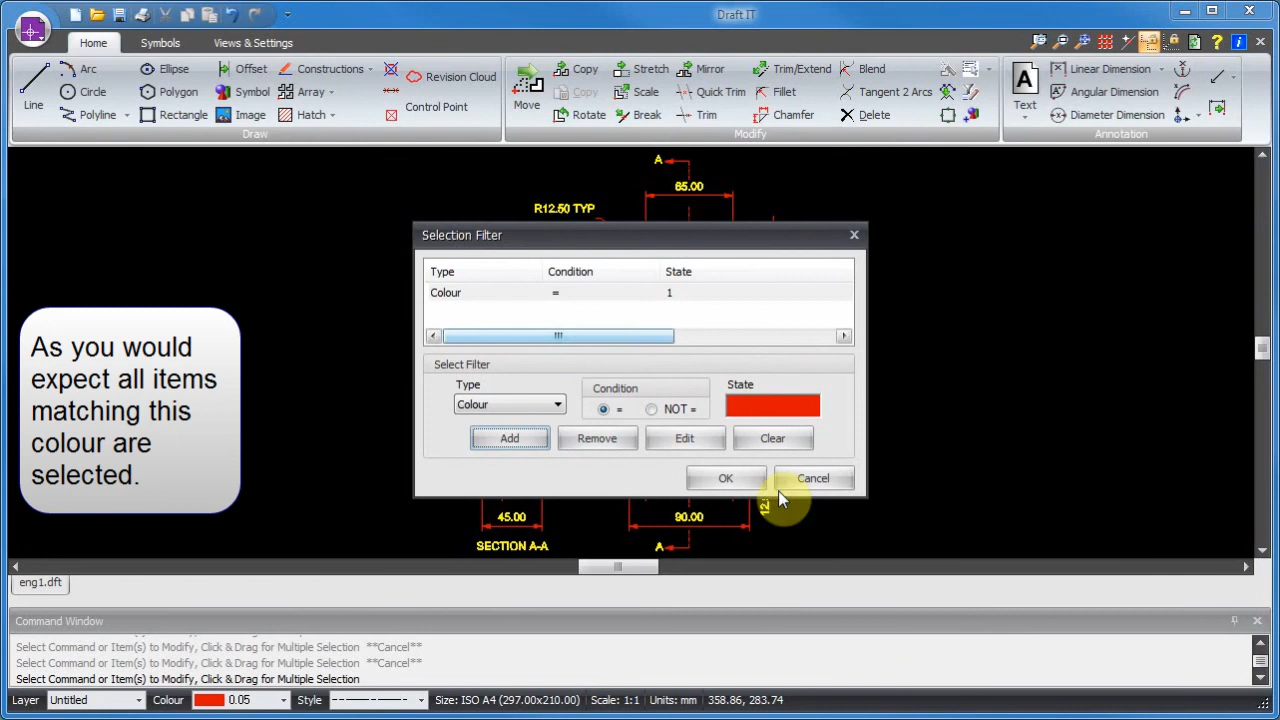 Draft IT
Home Symbols Views & Settings
Line
Arc
Circle
Polyline
Ellipse
Polygon
Rectangle
Offset
Symbol
Image
Constructions
Array
Hatch
Revision Cloud
Control Point
Draw
Move
Copy
Copy
Rotate
Stretch
Scale
Break
Mirror
Quick Trim
Trim
Trim/Extend
Fillet
Chamfer
Blend
Tangent 2 Arcs
Delete
Modify
Text
Linear Dimension
Angular Dimension
Diameter Dimension
Annotation
A
65.00
R12.50 TYP
Selection Filter
Type Condition State
Colour = 1
Select Filter
Type
Colour
Condition
= NOT =
State
Add Remove Edit Clear
OK Cancel
As you would
expect all items
matching this
colour are
selected.
45.00
90.00
SECTION A-A
A
eng1.dft
Command Window
Select Command or Item(s) to Modify, Click & Drag for Multiple Selection **Cancel**
Select Command or Item(s) to Modify, Click & Drag for Multiple Selection **Cancel**
Select Command or Item(s) to Modify, Click & Drag for Multiple Selection
Layer Untitled Colour 0.05 Style Size: ISO A4 (297.00x210.00) Scale: 1:1 Units: mm 358.86, 283.74